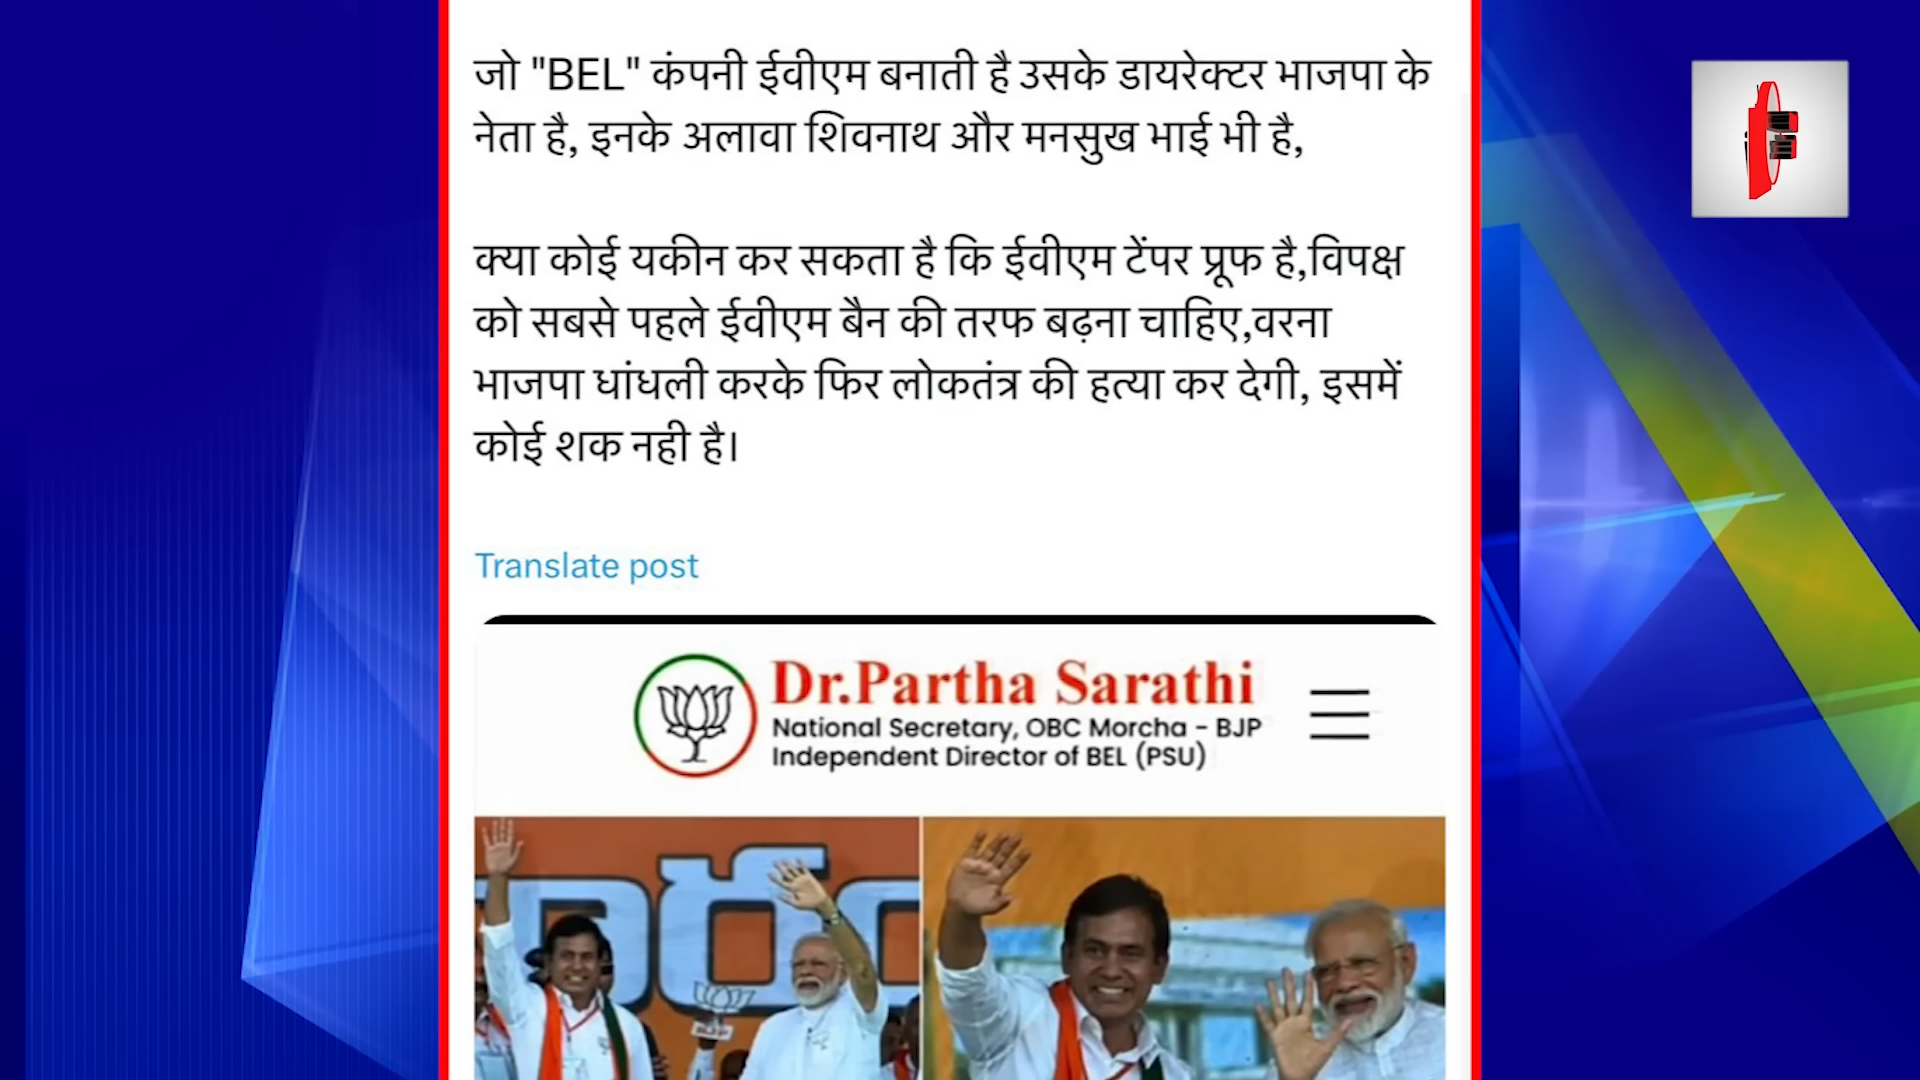 जो "BEL" कंपनी ईवीएम बनाती है उसके डायरेक्टर भाजपा के
नेता है, इनके अलावा शिवनाथ और मनसुख भाई भी है,
क्या कोई यकीन कर सकता है कि ईवीएम टेंपर प्रूफ है,विपक्ष
को सबसे पहले ईवीएम बैन की तरफ बढ़ना चाहिए,वरना
भाजपा धांधली करके फिर लोकतंत्र की हत्या कर देगी, इसमें
कोई शक नही है।
Translate post
Dr.Partha Sarathi
National Secretary, OBC Morcha - BJP
Independent Director of BEL (PSU)